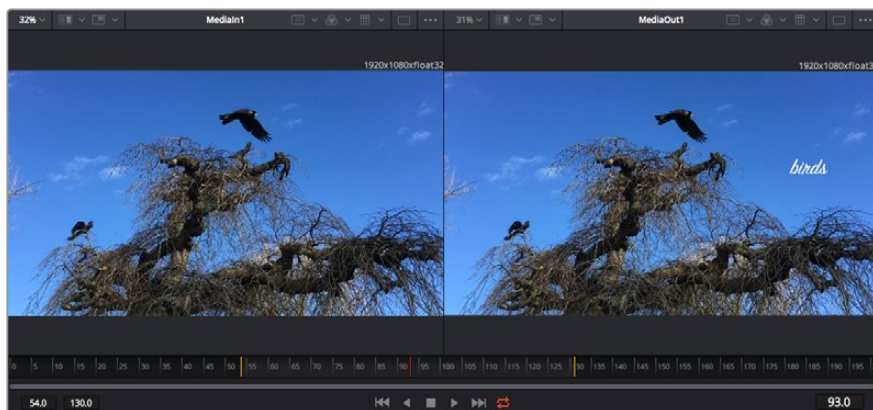 32% MediaIn1 31% MediaOut1
1920x1080xfloat32 1920x1080xfloat3
birds
0 5 10 15 20 25 30 35 40 45 50 55 60 65 70 75 80 85 90 95 100 105 110 115 120 125 30 135 140 145 150 155 160 165 170 175 180 185 190 195
54.0 130.0 93.0